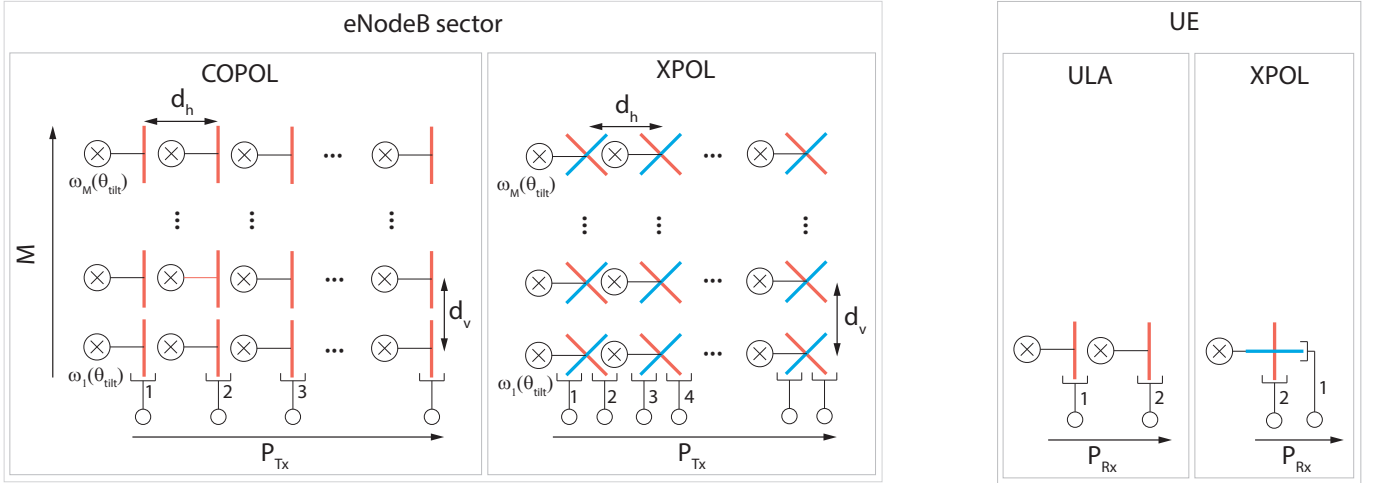 eNodeB sector
UE
COPOL
XPOL
ULA
XPOL
d_h
d_h
...
...
ω_M(θ_tilt)
ω_M(θ_tilt)
...
...
...
...
...
...
M
...
...
d_v
d_v
...
...
ω_1(θ_tilt)
ω_1(θ_tilt)
1
2
3
1
2
3
4
1
2
2
1
P_Tx
P_Tx
P_Rx
P_Rx